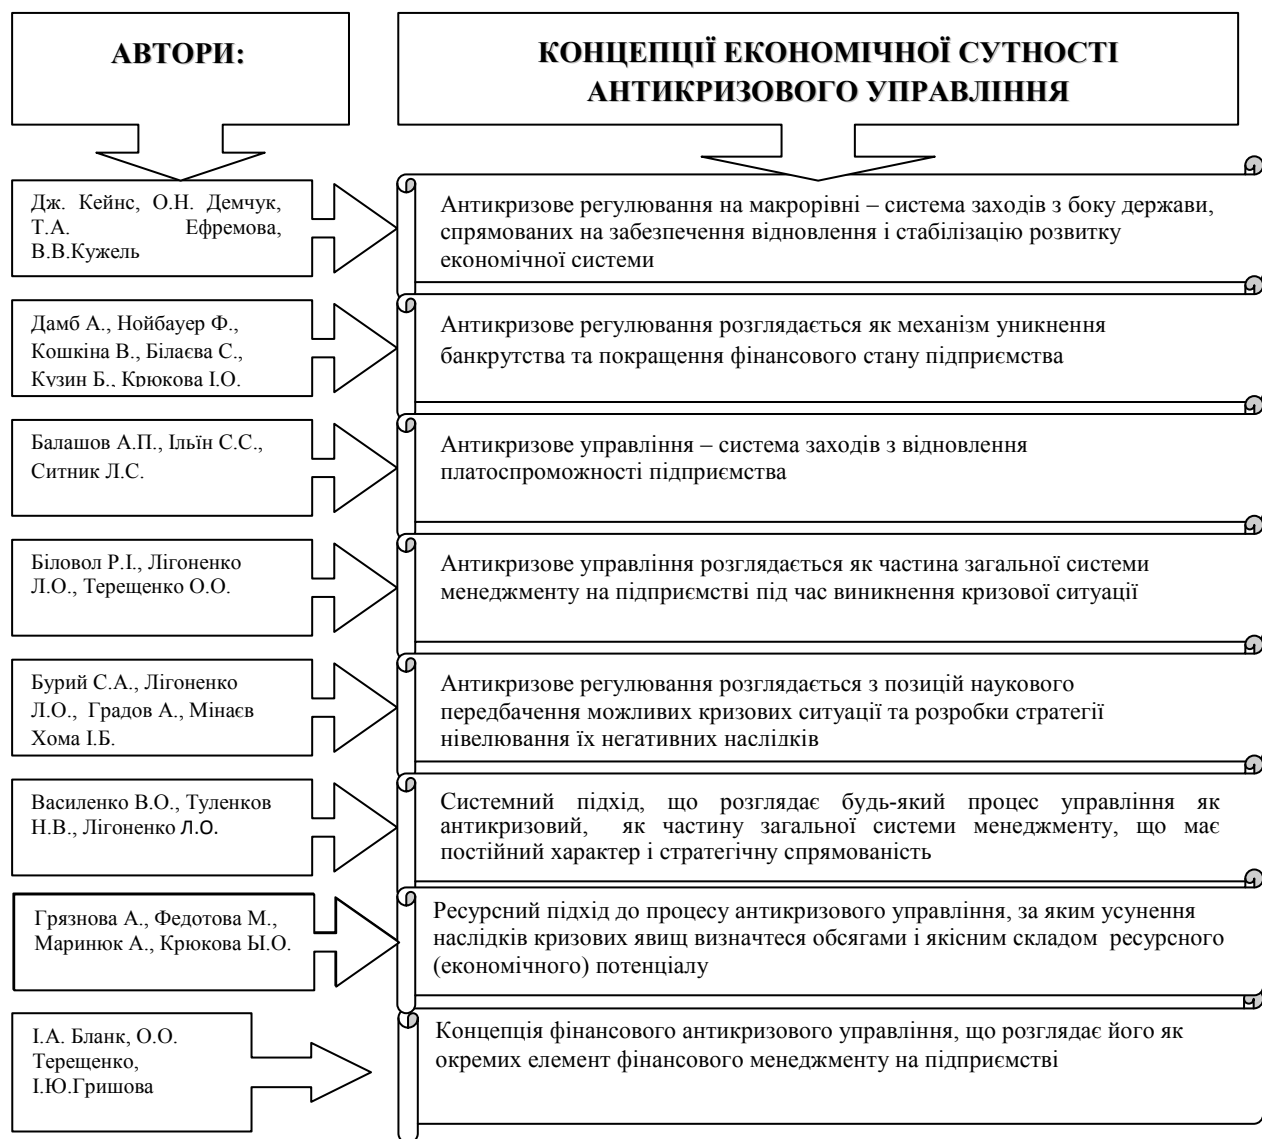 АВТОРИ:
КОНЦЕПЦІЇ ЕКОНОМІЧНОЇ СУТНОСТІ
АНТИКРИЗОВОГО УПРАВЛІННЯ
Дж. Кейнс, О.Н. Демчук,
Т.А. Ефремова,
В.В.Кужель
Антикризове регулювання на макрорівні – система заходів з боку держави,
спрямованих на забезпечення відновлення і стабілізацію розвитку
економічної системи
Дамб А., Нойбауер Ф.,
Кошкіна В., Білаєва С.,
Кузин Б., Крюкова І.О.
Антикризове регулювання розглядається як механізм уникнення
банкрутства та покращення фінансового стану підприємства
Балашов А.П., Ільїн С.С.,
Ситник Л.С.
Антикризове управління – система заходів з відновлення
платоспроможності підприємства
Біловол Р.І., Лігоненко
Л.О., Терещенко О.О.
Антикризове управління розглядається як частина загальної системи
менеджменту на підприємстві під час виникнення кризової ситуації
Бурий С.А., Лігоненко
Л.О., Градов А., Мінаєв
Хома І.Б.
Антикризове регулювання розглядається з позицій наукового
передбачення можливих кризових ситуації та розробки стратегії
нівелювання їх негативних наслідків
Василенко В.О., Туленков
Н.В., Лігоненко Л.О.
Системний підхід, що розглядає будь-який процес управління як
антикризовий, як частину загальної системи менеджменту, що має
постійний характер і стратегічну спрямованість
Грязнова А., Федотова М.,
Маринюк А., Крюкова Ы.О.
Ресурсний підхід до процесу антикризового управління, за яким усунення
наслідків кризових явищ визначтеся обсягами і якісним складом ресурсного
(економічного) потенціалу
І.А. Бланк, О.О.
Терещенко,
І.Ю.Гришова
Концепція фінансового антикризового управління, що розглядає його як
окремих елемент фінансового менеджменту на підприємстві